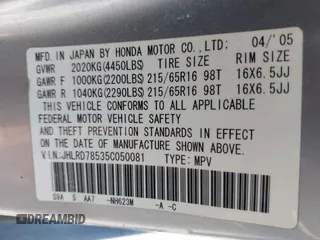 MFD. IN JAPAN BY HONDA MOTOR CO., LTD: 04/'05
GVWR 2020KG(4450LBS) TIRE SIZE RIM SIZE
GAWR F 1000KG(2200LBS) 215/65R16 98T 16X6.5JJ
GAWR R 1040KG(2290LBS) 215/65R16 98T 16X6.5JJ
THIS VEHICLE CONFORMS TO ALL APPLICABLE
FEDERAL MOTOR VEHICLE SAFETY STANDARDS IN
EFFECT ON THE DATE OF MANUFACTURE SHOWN ABOVE.
V.I.N:JHLRD78535C050081 TYPE: MPV
S9A 5 AA7 -NH623M -A -C
DREAMBID